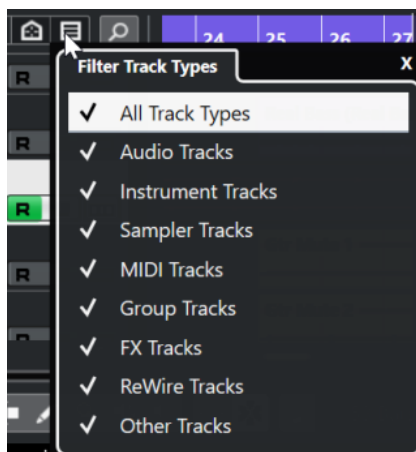 24 25 26 27
Filter Track Types X
R
✓ All Track Types
✓ Audio Tracks
R
✓ Instrument Tracks
R
✓ Sampler Tracks
✓ MIDI Tracks
R
✓ Group Tracks
✓ FX Tracks
✓ ReWire Tracks
✓ Other Tracks